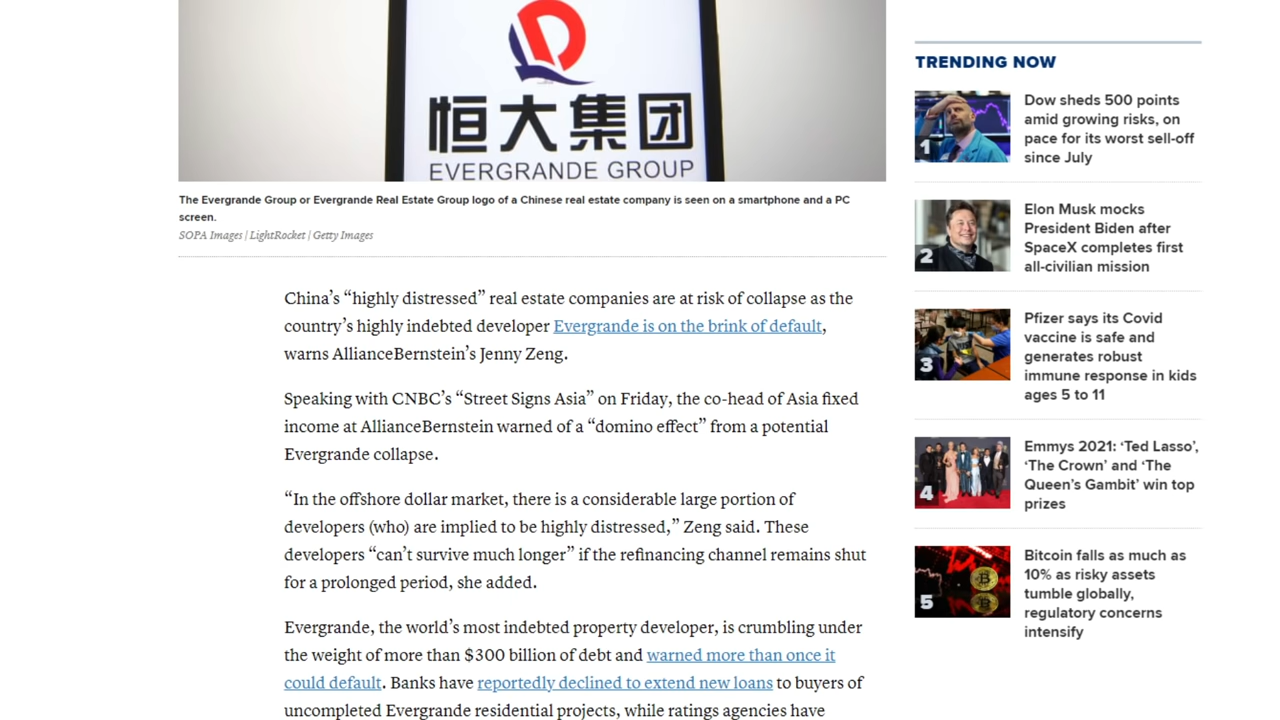 恒大集团
EVERGRANDE GROUP
The Evergrande Group or Evergrande Real Estate Group logo of a Chinese real estate company is seen on a smartphone and a PC
screen.
SOPA Images | LightRocket | Getty Images
China’s “highly distressed” real estate companies are at risk of collapse as the
country’s highly indebted developer Evergrande is on the brink of default,
warns AllianceBernstein’s Jenny Zeng.
Speaking with CNBC’s “Street Signs Asia” on Friday, the co-head of Asia fixed
income at AllianceBernstein warned of a “domino effect” from a potential
Evergrande collapse.
“In the offshore dollar market, there is a considerable large portion of
developers (who) are implied to be highly distressed,” Zeng said. These
developers “can’t survive much longer” if the refinancing channel remains shut
for a prolonged period, she added.
Evergrande, the world’s most indebted property developer, is crumbling under
the weight of more than $300 billion of debt and warned more than once it
could default. Banks have reportedly declined to extend new loans to buyers of
uncompleted Evergrande residential projects, while ratings agencies have
TRENDING NOW
1
Dow sheds 500 points
amid growing risks, on
pace for its worst sell-off
since July
2
Elon Musk mocks
President Biden after
SpaceX completes first
all-civilian mission
3
Pfizer says its Covid
vaccine is safe and
generates robust
immune response in kids
ages 5 to 11
4
Emmys 2021: ‘Ted Lasso’,
‘The Crown’ and ‘The
Queen’s Gambit’ win top
prizes
5
Bitcoin falls as much as
10% as risky assets
tumble globally,
regulatory concerns
intensify